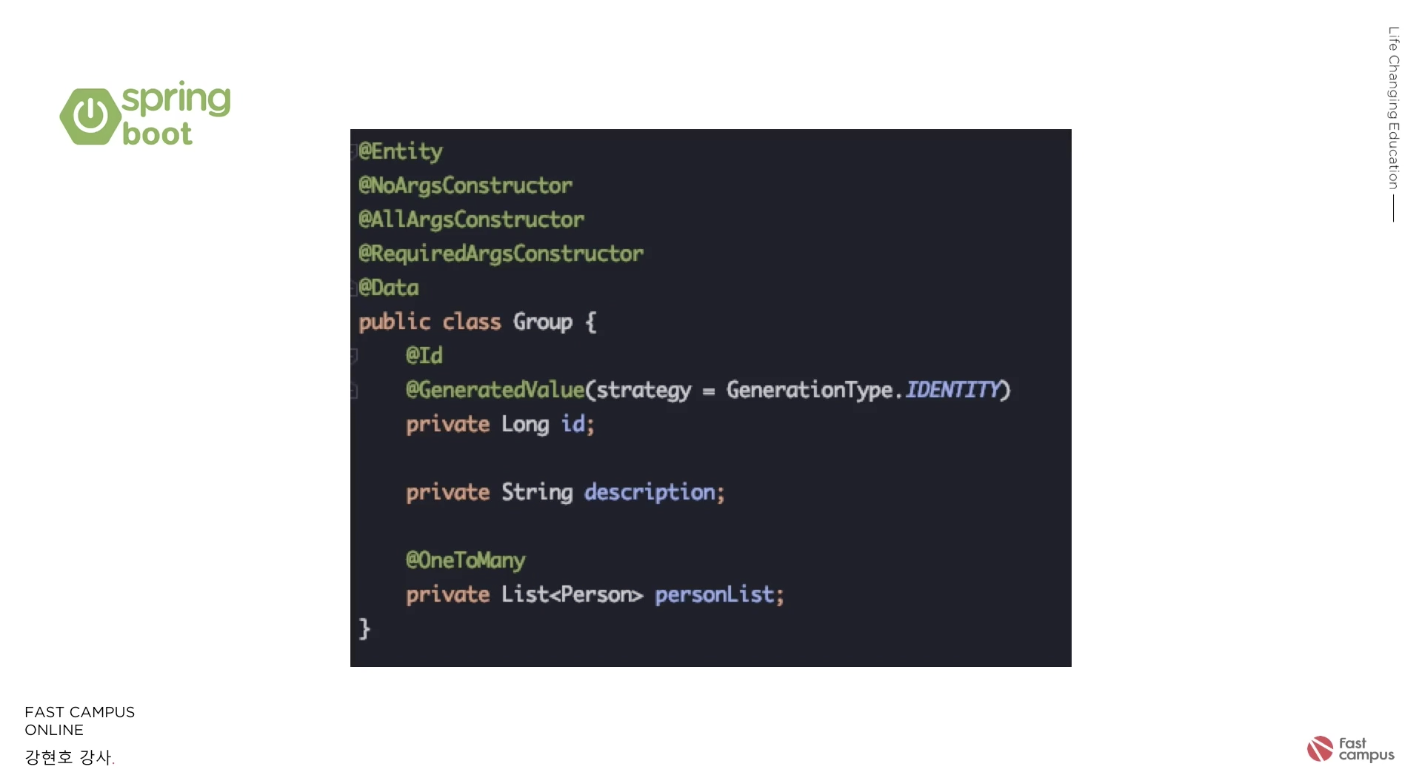 spring
boot
Life Changing Education
@Entity
@NoArgsConstructor
@AllArgsConstructor
@RequiredArgsConstructor
@Data
public class Group {
    @Id
    @GeneratedValue(strategy = GenerationType.IDENTITY)
    private Long id;
    private String description;
    @OneToMany
    private List<Person> personList;
}
FAST CAMPUS
ONLINE
강현호 강사.
fast
campus